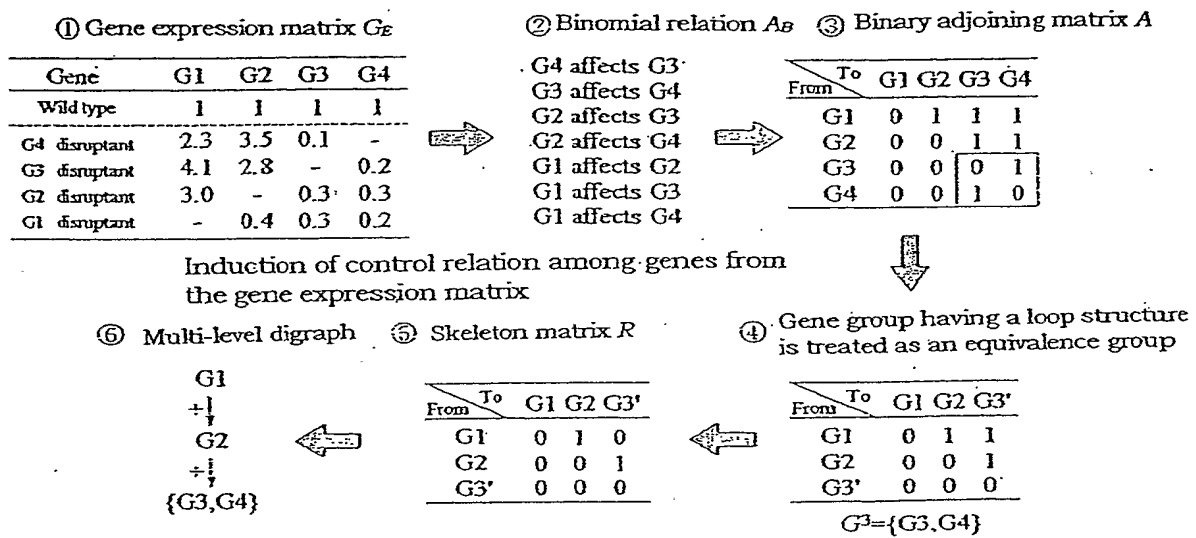 ① Gene expression matrix GE
Gene G1 G2 G3 G4
Wild type 1 1 1 1
G4 disruptant 2.3 3.5 0.1 -
G3 disruptant 4.1 2.8 - 0.2
G2 disruptant 3.0 - 0.3 0.3
G1 disruptant - 0.4 0.3 0.2
② Binomial relation AB
G4 affects G3
G3 affects G4
G2 affects G3
G2 affects G4
G1 affects G2
G1 affects G3
G1 affects G4
③ Binary adjoining matrix A
From To G1 G2 G3 G4
G1 0 1 1 1
G2 0 0 1 1
G3 0 0 0 1
G4 0 0 1 0
Induction of control relation among genes from
the gene expression matrix
④ Gene group having a loop structure
is treated as an equivalence group
From To G1 G2 G3'
G1 0 1 1
G2 0 0 1
G3' 0 0 0
G3={G3,G4}
⑤ Skeleton matrix R
From To G1 G2 G3'
G1 0 1 0
G2 0 0 1
G3' 0 0 0
⑥ Multi-level digraph
G1
+
G2
÷
{G3,G4}